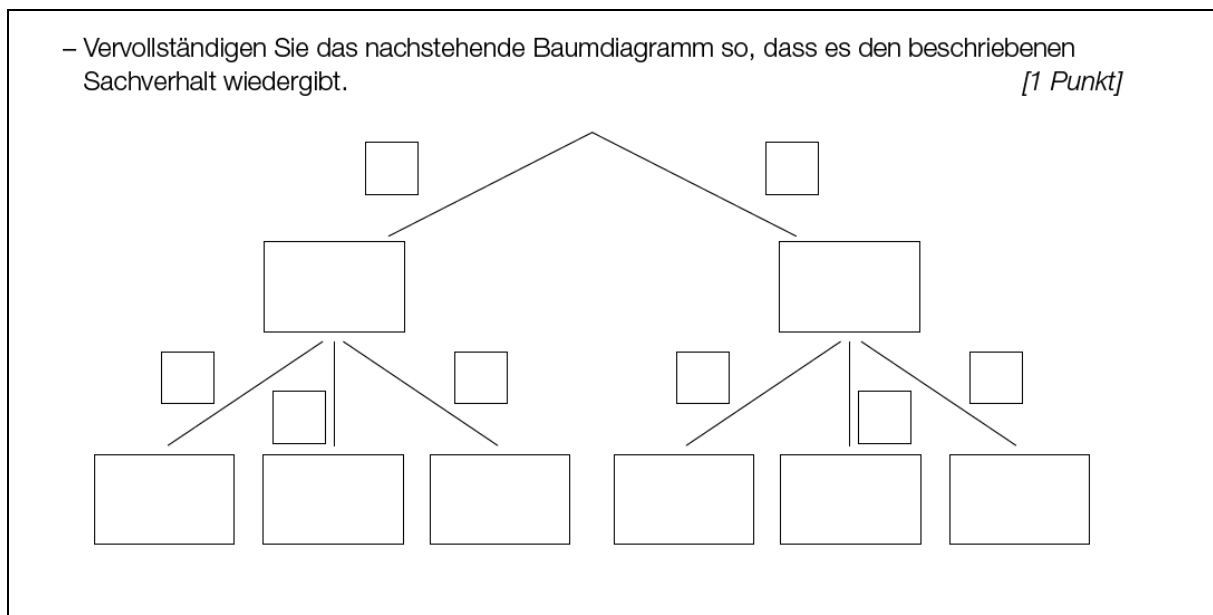 – Vervollständigen Sie das nachstehende Baumdiagramm so, dass es den beschriebenen
Sachverhalt wiedergibt. [1 Punkt]